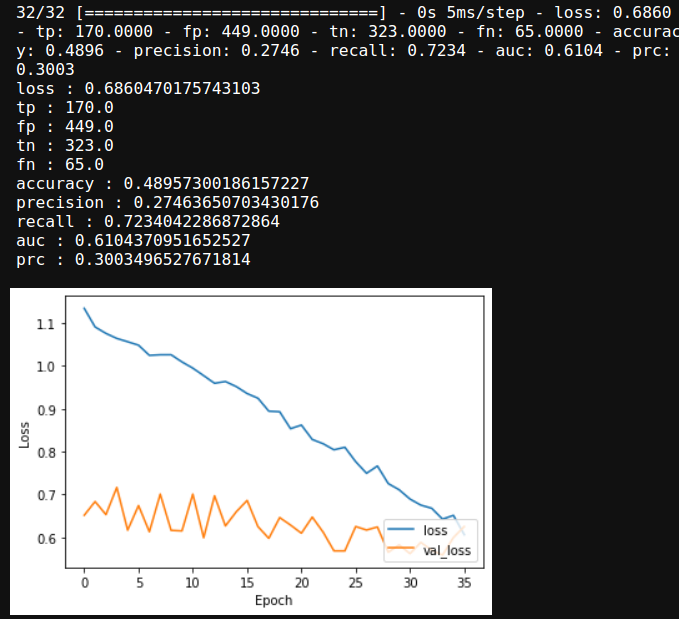 32/32 [==============================] - 0s 5ms/step - loss: 0.6860
- tp: 170.0000 - fp: 449.0000 - tn: 323.0000 - fn: 65.0000 - accurac
y: 0.4896 - precision: 0.2746 - recall: 0.7234 - auc: 0.6104 - prc:
0.3003
loss : 0.6860470175743103
tp : 170.0
fp : 449.0
tn : 323.0
fn : 65.0
accuracy : 0.48957300186157227
precision : 0.27463650703430176
recall : 0.7234042286872864
auc : 0.6104370951652527
prc : 0.3003496527671814
1.1
1.0
0.9
0.8
0.7
0.6
Loss
loss
val_loss
0 5 10 15 20 25 30 35
Epoch